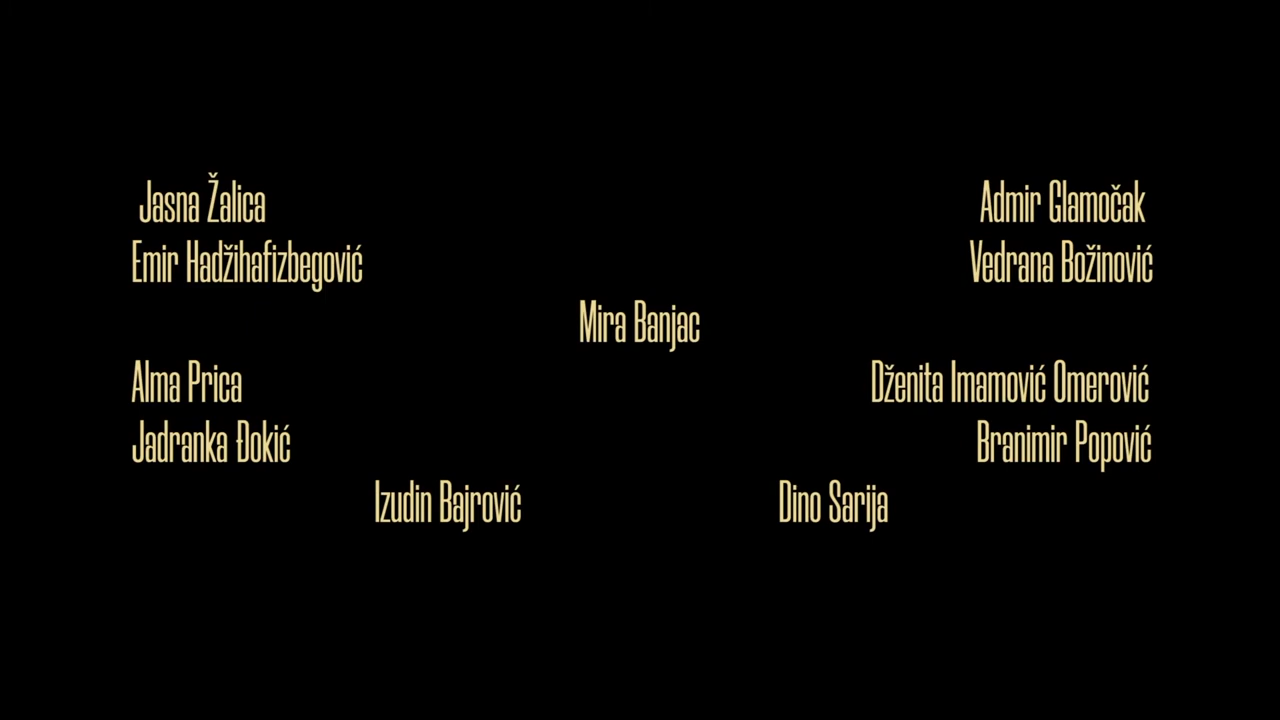 Jasna Žalica
Admir Glamočak
Emir Hadžihafizbegović
Vedrana Božinović
Mira Banjac
Alma Prica
Dženita Imamović Omerović
Jadranka Đokić
Branimir Popović
Izudin Bajrović
Dino Sarija